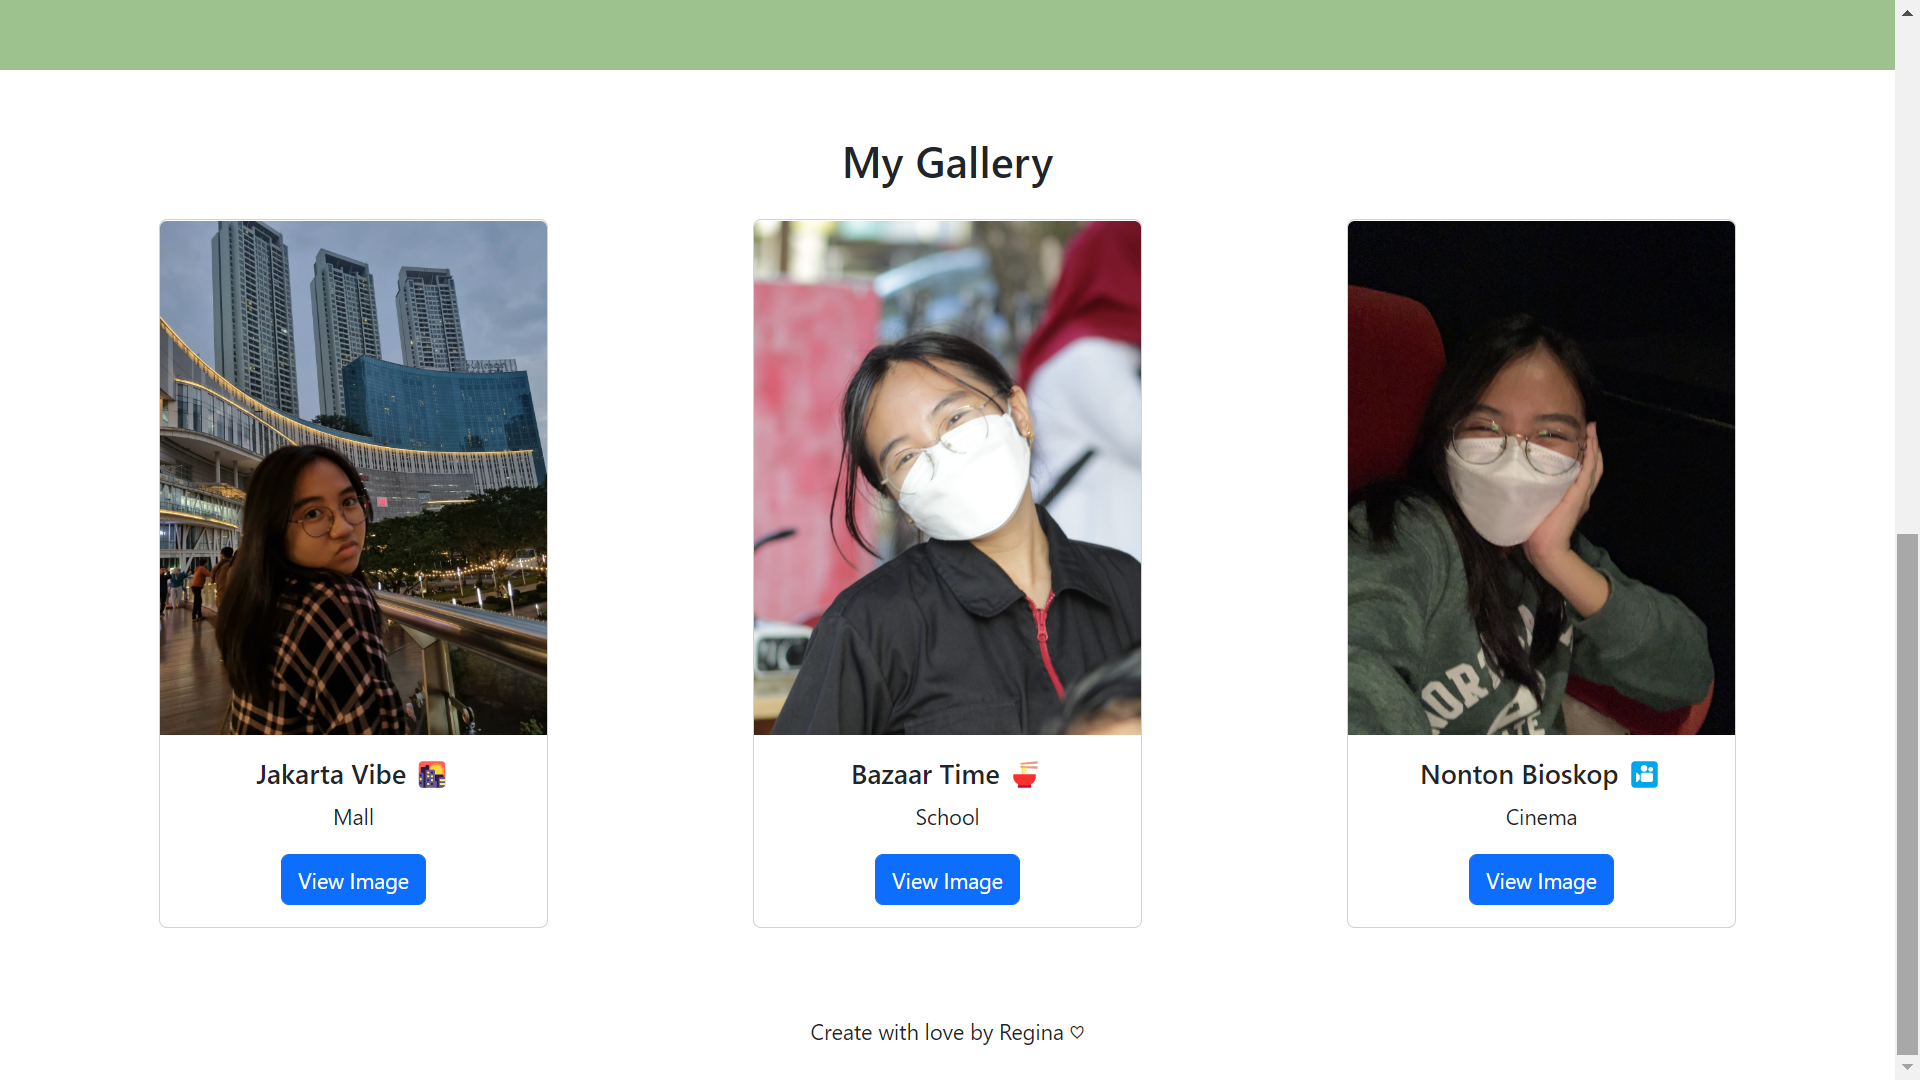 My Gallery
Jakarta Vibe 🌇
Mall
View Image
Bazaar Time 🍜
School
View Image
Nonton Bioskop 🎦
Cinema
View Image
Create with love by Regina ♡